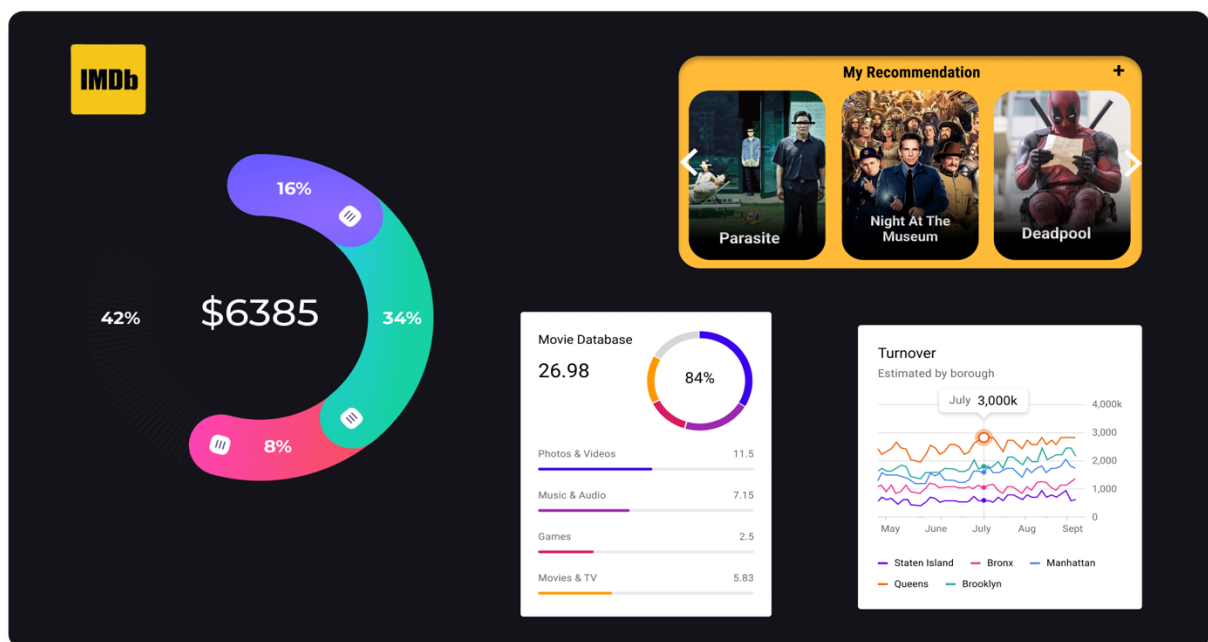 IMDb
16%
42%
$6385
34%
8%
My Recommendation +
Parasite
Night At The
Museum
Deadpool
Movie Database
26.98
84%
Photos & Videos 11.5
Music & Audio 7.15
Games 2.5
Movies & TV 5.83
Turnover
Estimated by borough
July 3,000k
4,000k
3,000
2,000
1,000
0
May June July Aug Sept
Staten Island Bronx Manhattan
Queens Brooklyn